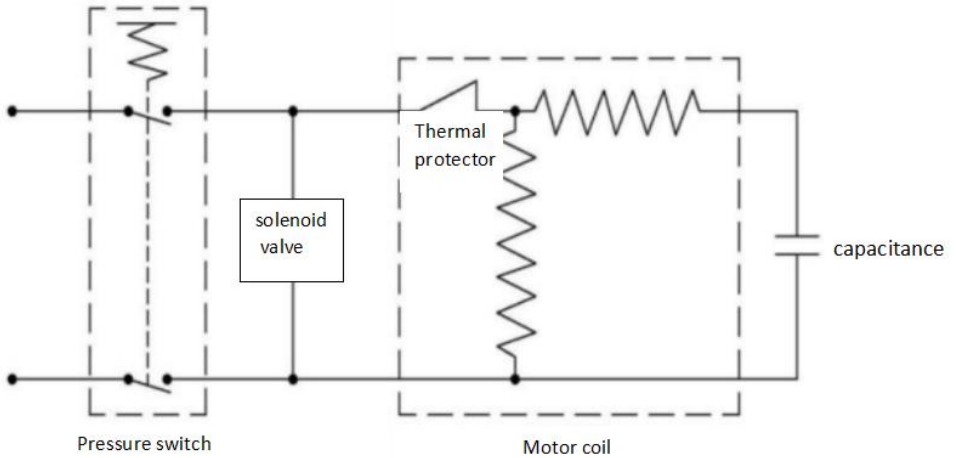 Thermal
protector
solenoid
valve
capacitance
Pressure switch
Motor coil